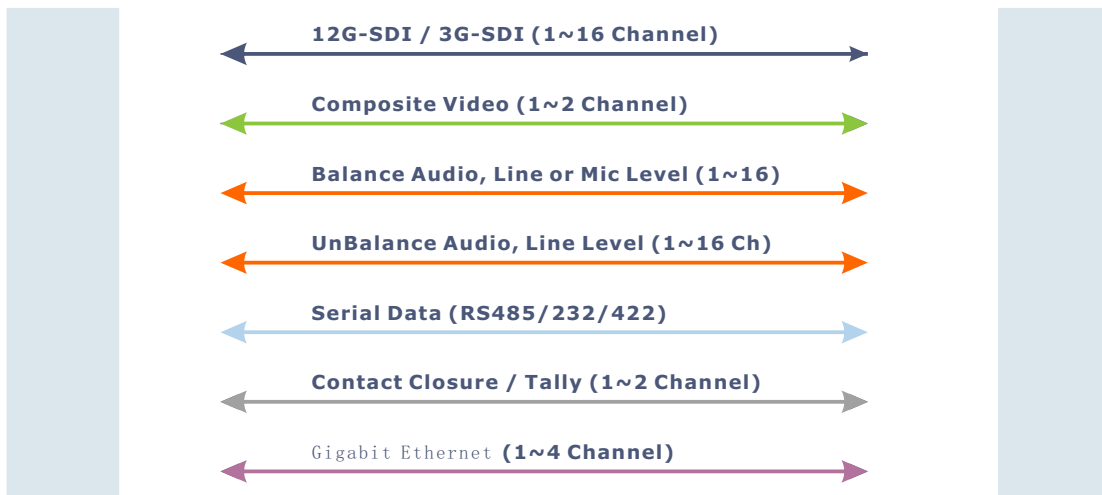 12G-SDI / 3G-SDI (1~16 Channel)
Composite Video (1~2 Channel)
Balance Audio, Line or Mic Level (1~16)
UnBalance Audio, Line Level (1~16 Ch)
Serial Data (RS485/232/422)
Contact Closure / Tally (1~2 Channel)
Gigabit Ethernet (1~4 Channel)